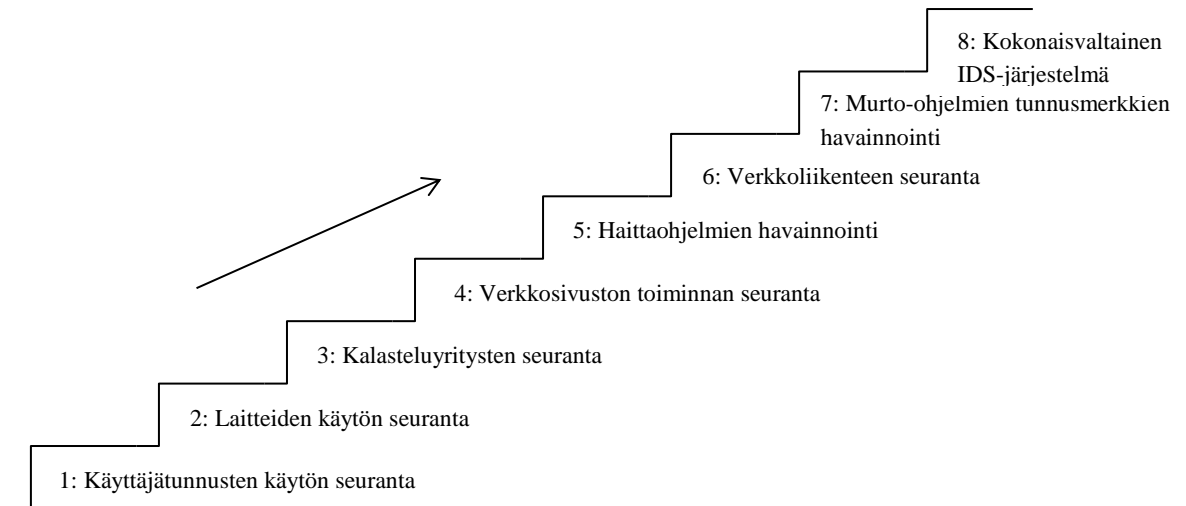 8: Kokonaisvaltainen
IDS-järjestelmä
7: Murto-ohjelmien tunnusmerkkien
havainnointi
6: Verkkoliikenteen seuranta
5: Haittaohjelmien havainnointi
4: Verkkosivuston toiminnan seuranta
3: Kalasteluyritysten seuranta
2: Laitteiden käytön seuranta
1: Käyttäjätunnusten käytön seuranta